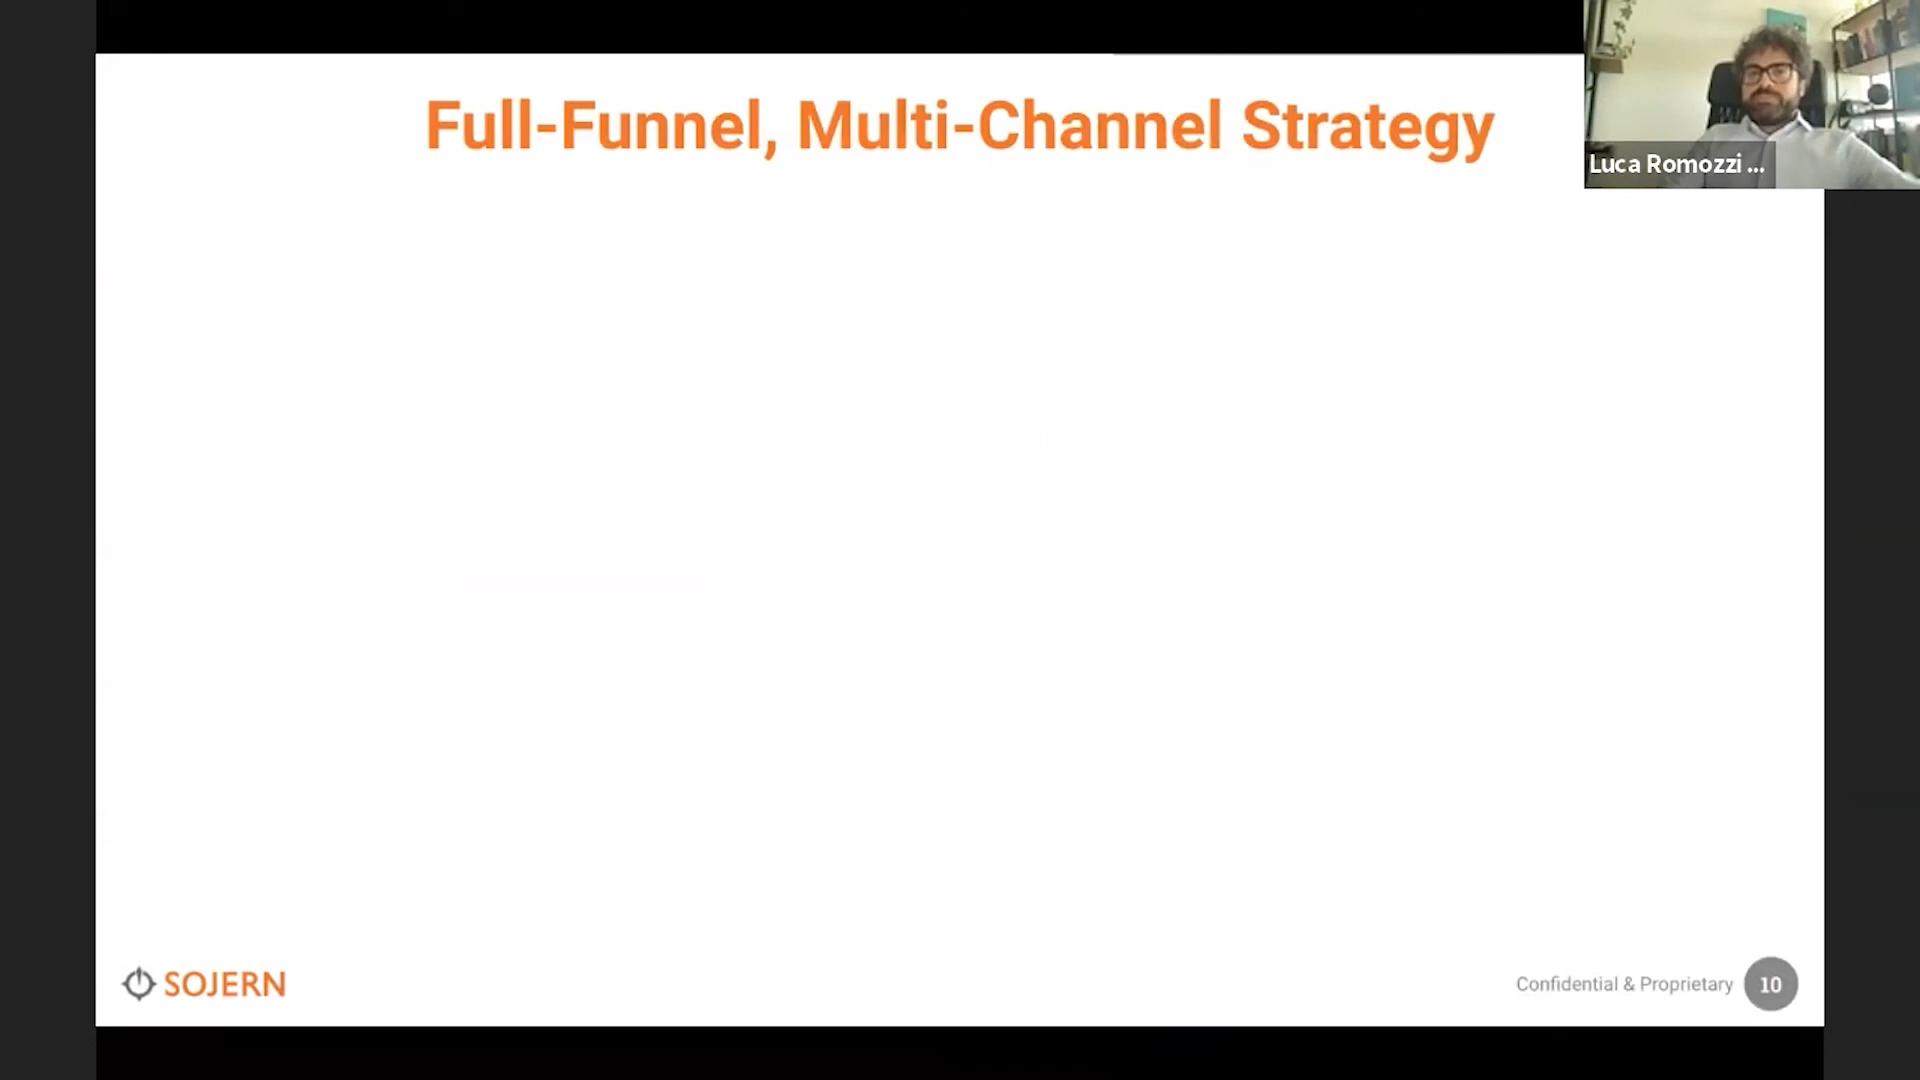 Full-Funnel, Multi-Channel Strategy
Luca Romozzi ...
SOJERN
Confidential & Proprietary 10